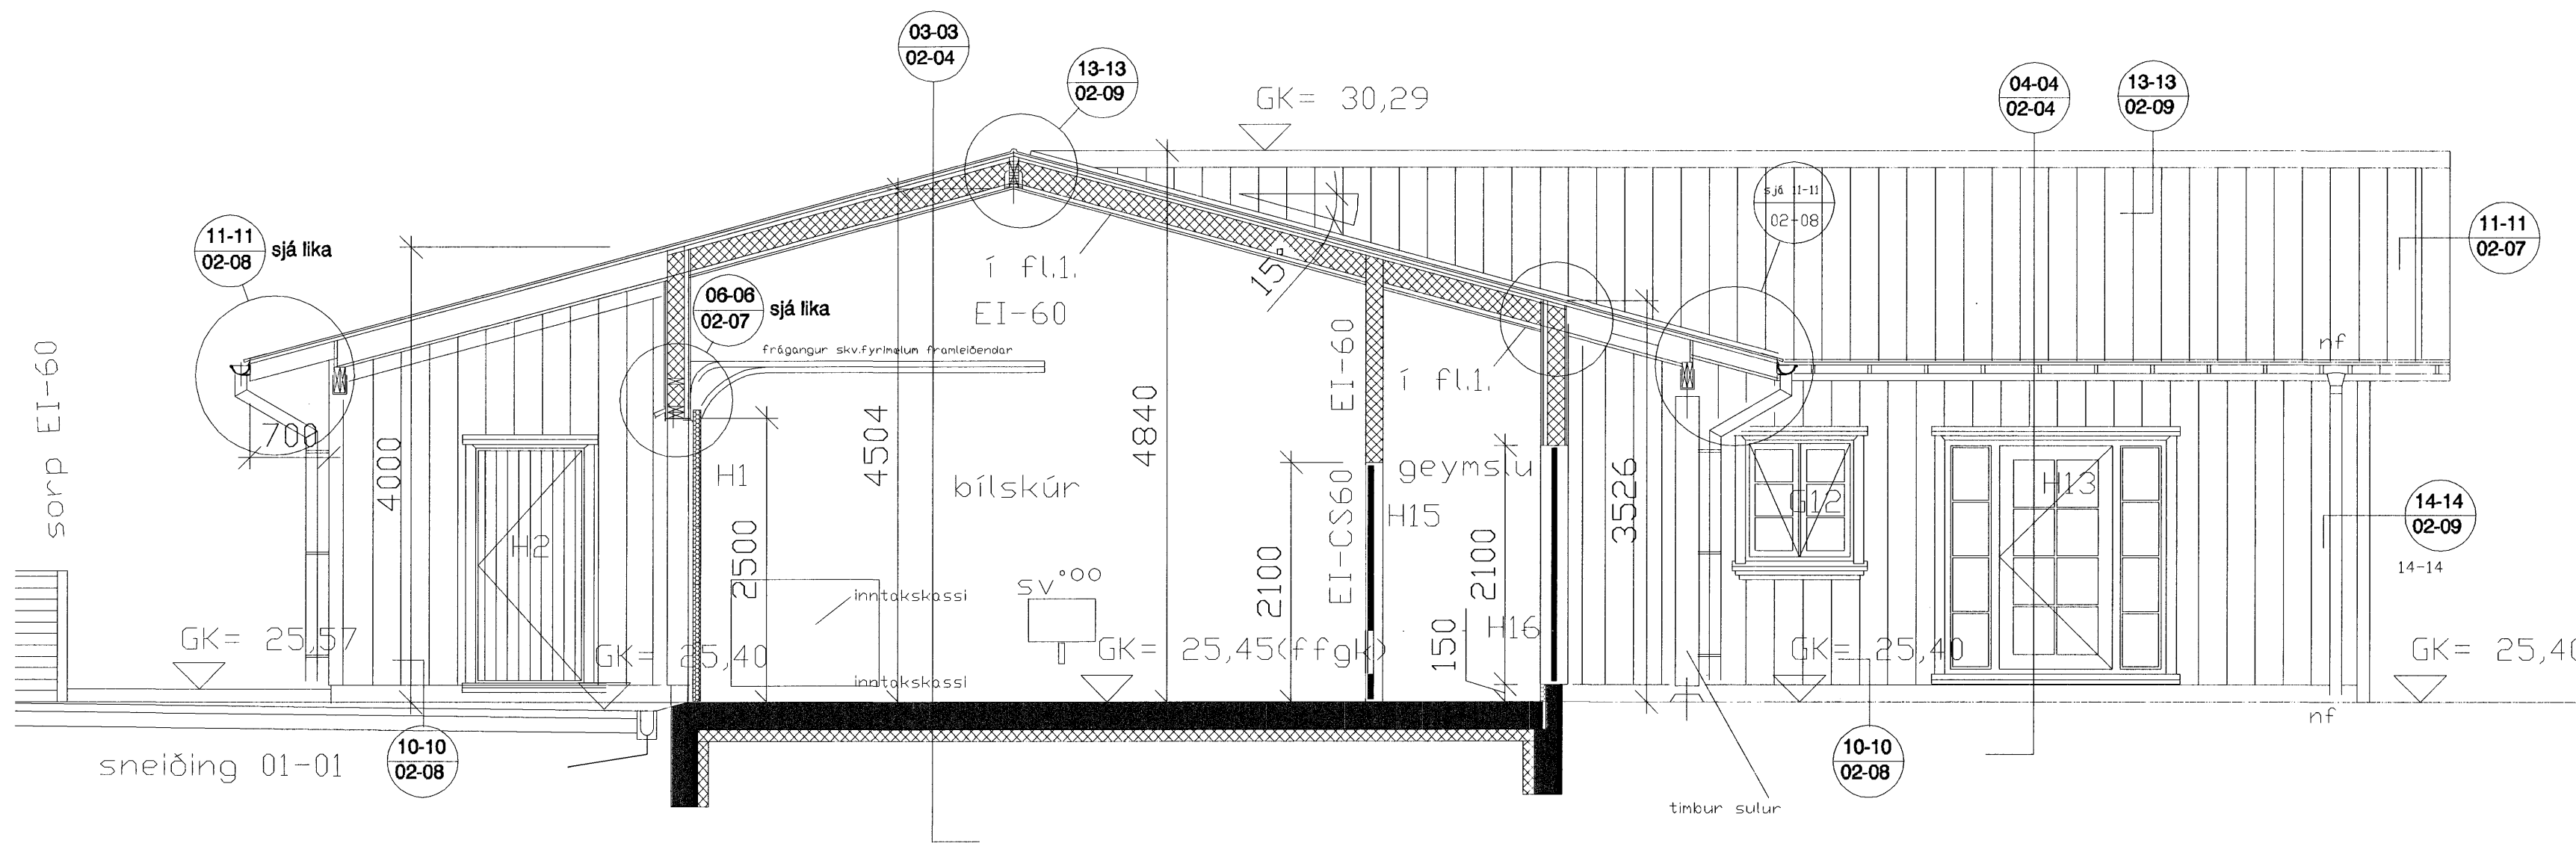 03-03
02-04
13-13
02-09
GK= 30,29
04-04
02-04
13-13
02-09
sjá 11-11
02-08
11-11
02-08
sjá lika
11-11
02-07
15°
í fl.1.
EI-60
06-06
02-07
sjá lika
frágangur skv.fyrimælum framleiðendar
EI-60
í fl.1.
nf
sorp EI-60
700
4000
4504
4840
H1
bílskúr
geymslu
H15
EI-CS60
3526
G12
H13
14-14
02-09
14-14
H2
2500
sv
inntakskassi
2100
2100
150
H16
GK= 25,57
GK= 25,40
GK= 25,45(ffgk)
GK= 25,40
GK= 25,40
inntakskassi
nf
sneiðing 01-01
10-10
02-08
10-10
02-08
timbur sulur